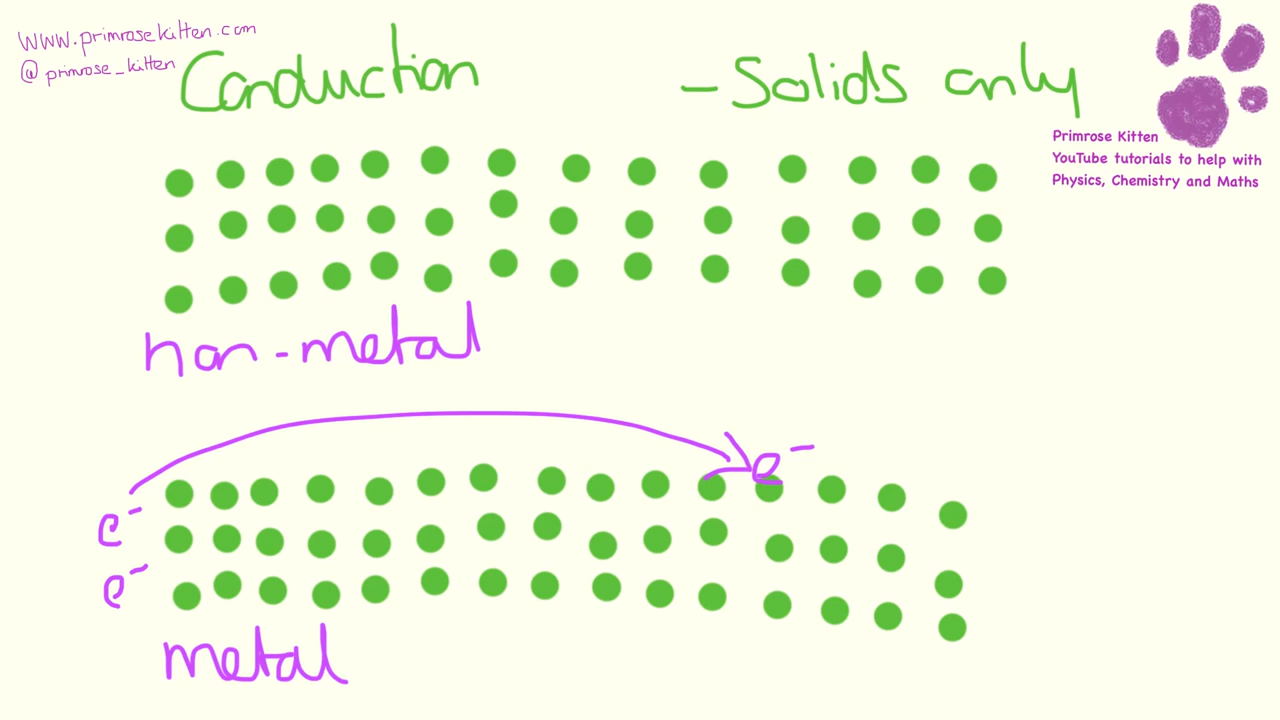 www.primrosekitten.com
@primrose_kitten
Conduction - Solids only
Primrose Kitten
YouTube tutorials to help with
Physics, Chemistry and Maths
non-metal
e-
e-
e-
metal